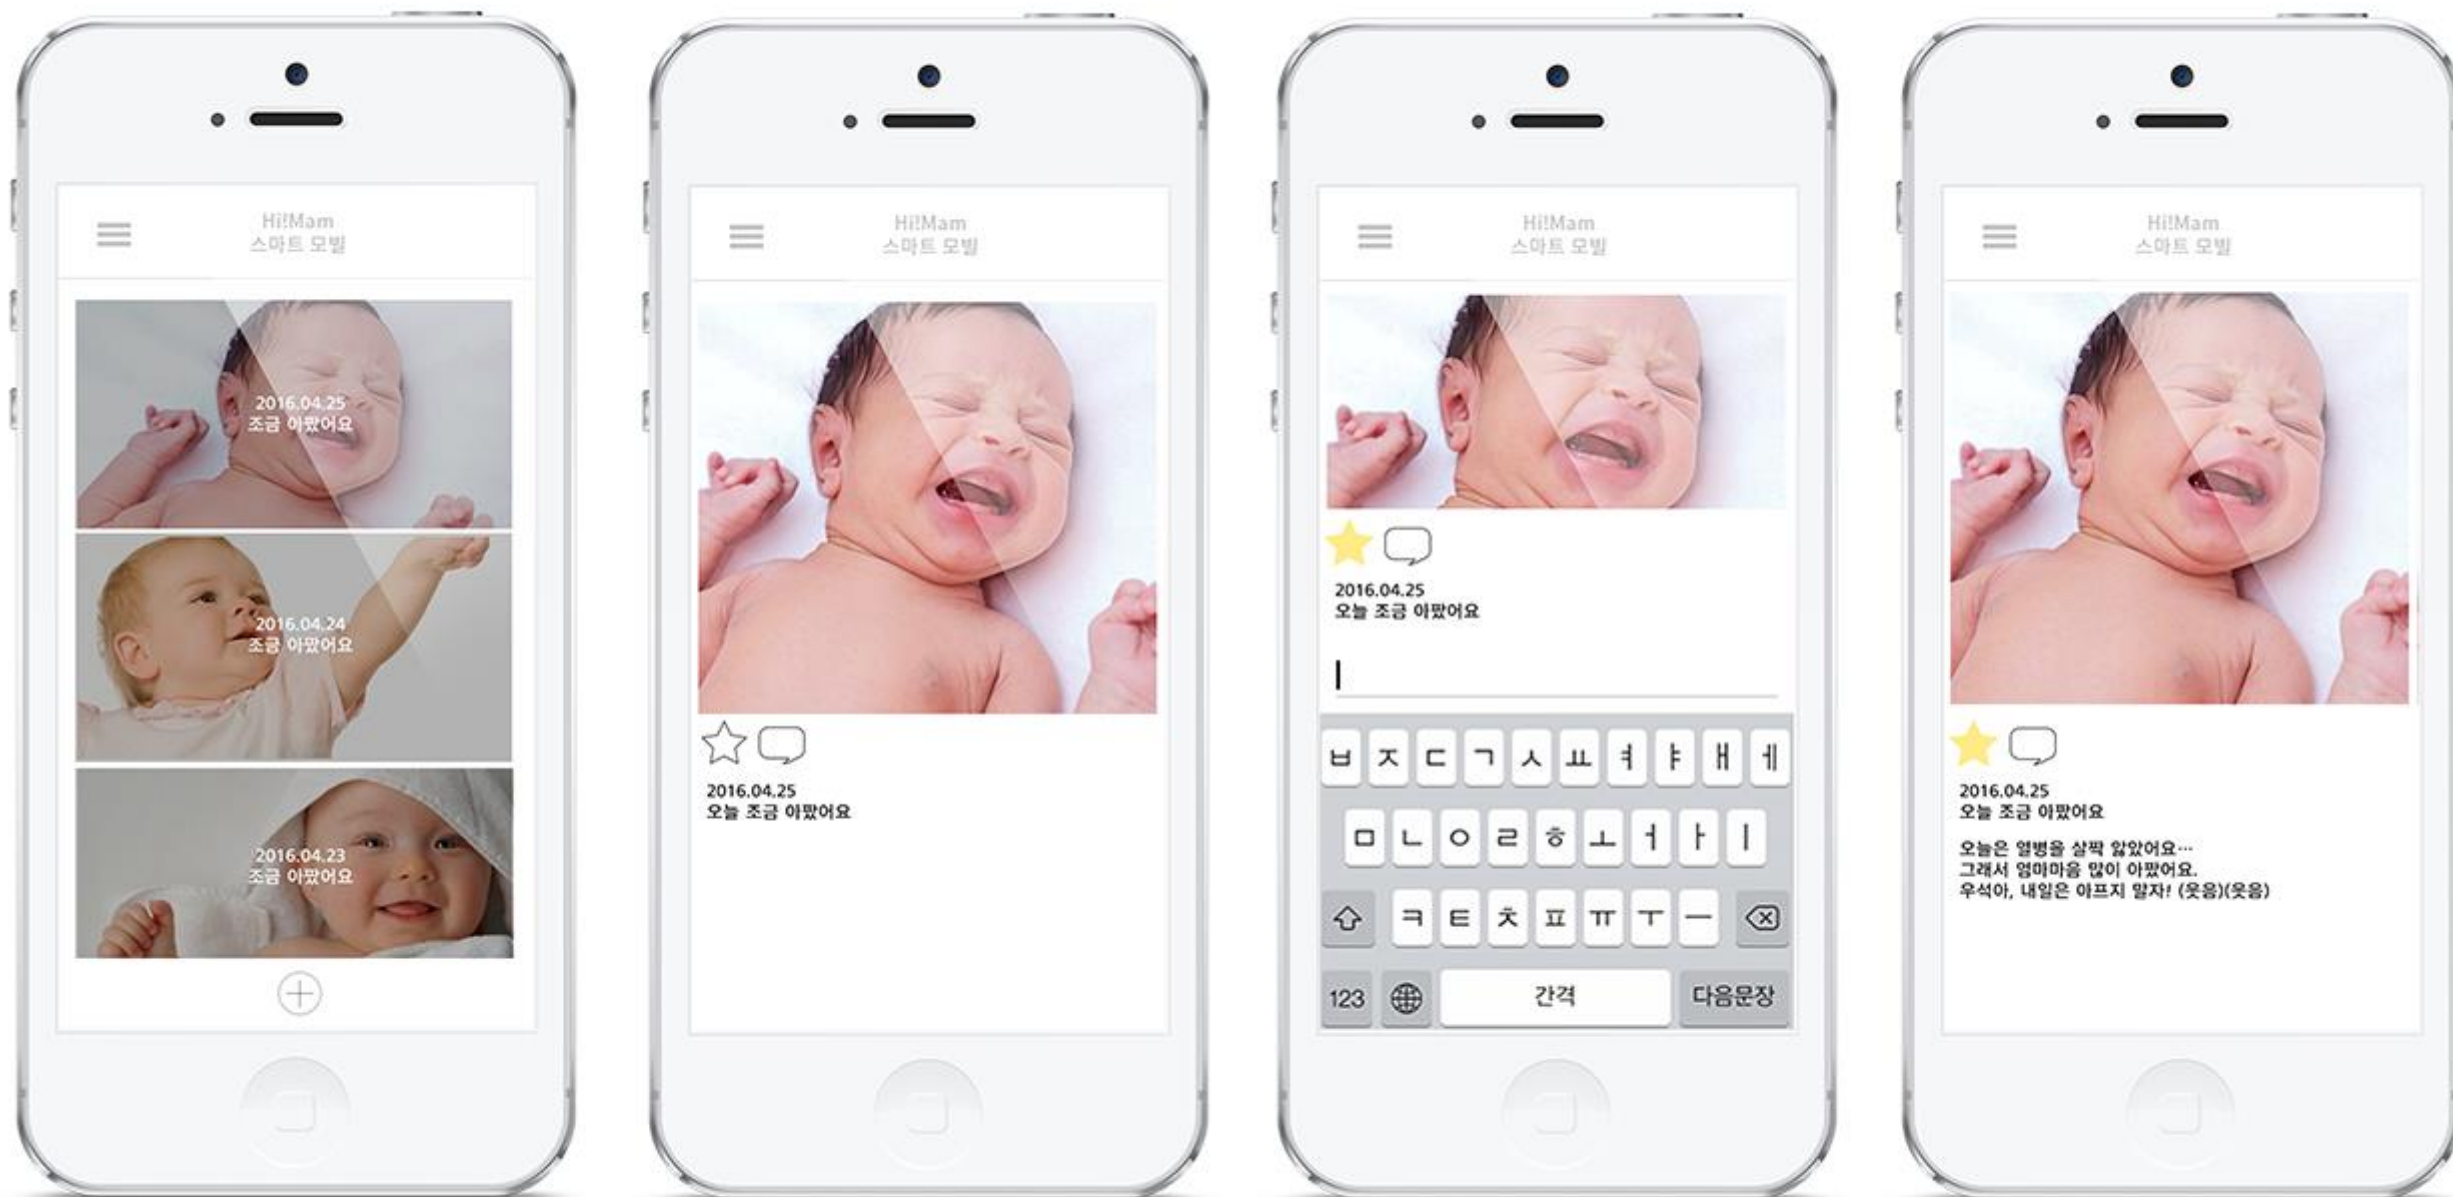 Hi!Mam
스마트 모빌
2016.04.25
조금 아팠어요
2016.04.24
조금 아팠어요
2016.04.23
조금 아팠어요
Hi!Mam
스마트 모빌
2016.04.25
오늘 조금 아팠어요
Hi!Mam
스마트 모빌
2016.04.25
오늘 조금 아팠어요
ㅂ ㅈ ㄷ ㄱ ㅅ ㅛ ㅕ ㅑ ㅐ ㅔ
ㅁ ㄴ ㅇ ㄹ ㅎ ㅗ ㅓ ㅏ ㅣ
ㅋ ㅌ ㅊ ㅍ ㅠ ㅜ ㅡ
123 간격 다음문장
Hi!Mam
스마트 모빌
2016.04.25
오늘 조금 아팠어요
오늘은 열병을 살짝 앓았어요…
그래서 엄마마음 많이 아팠어요.
우석아, 내일은 아프지 말자! (웃음)(웃음)